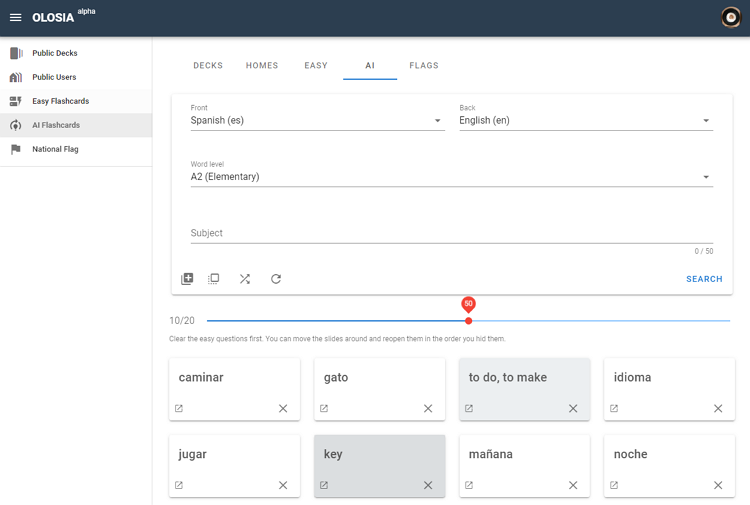 OLOSIA alpha
Public Decks
Public Users
Easy Flashcards
AI Flashcards
National Flag
DECKS HOMES EASY AI FLAGS
Front Back
Spanish (es) English (en)
Word level
A2 (Elementary)
Subject
0 / 50
SEARCH
50
10/20
Clear the easy questions first. You can move the slides around and reopen them in the order you hid them.
caminar gato to do, to make idioma
jugar key mañana noche